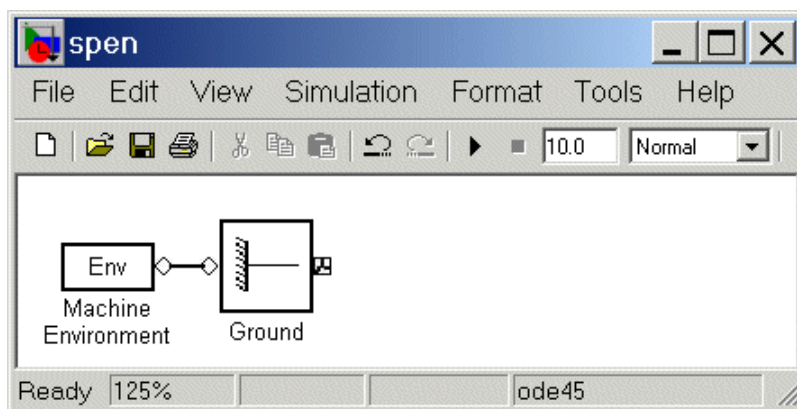 spen
File Edit View Simulation Format Tools Help
10.0 Normal
Env
Machine
Environment
Ground
Ready 125% ode45